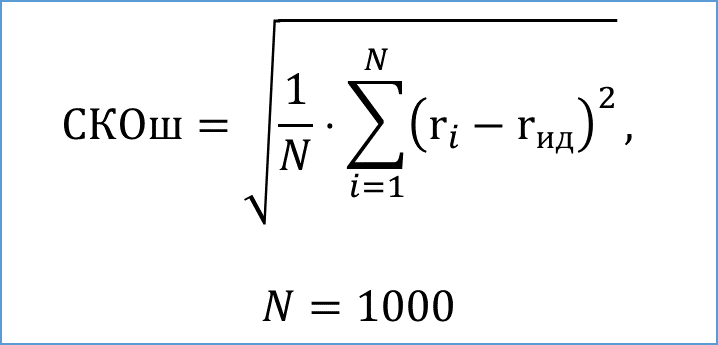 СКОш = √(1/N · ∑_{i=1}^{N} (r_i − r_ид)^2),
N = 1000